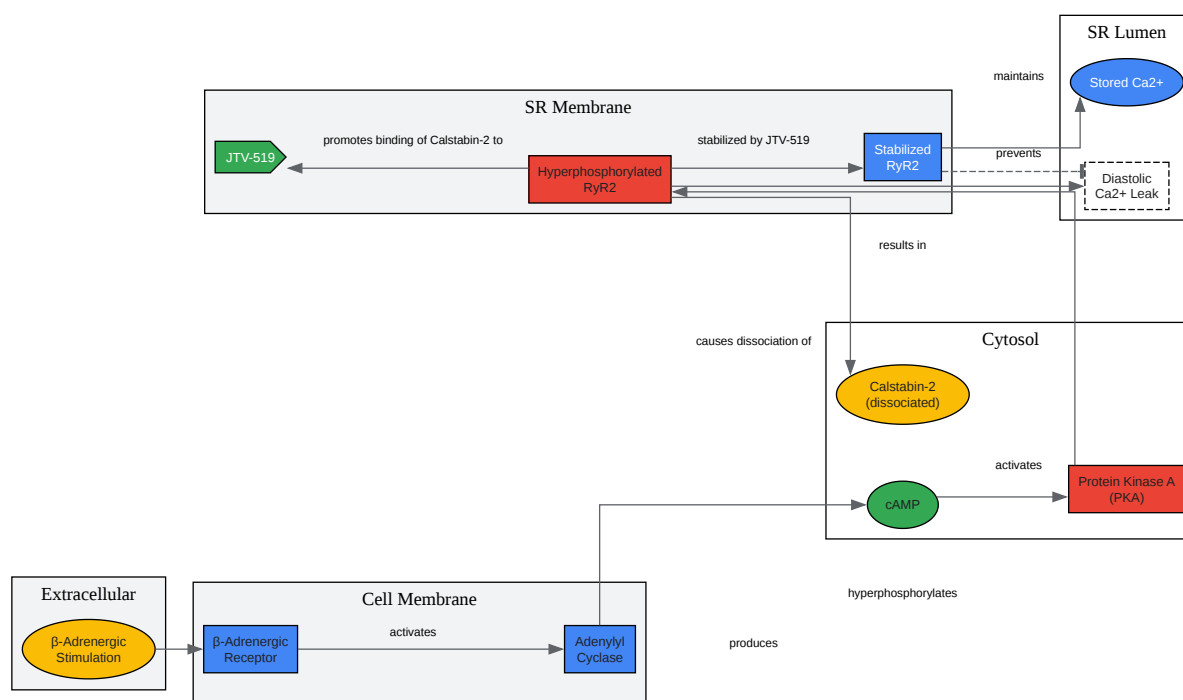 SR Lumen
Stored Ca2+
maintains
SR Membrane
promotes binding of Calstabin-2 to
stabilized by JTV-519
JTV-519
Hyperphosphorylated
RyR2
Stabilized
RyR2
prevents
Diastolic
Ca2+ Leak
results in
causes dissociation of
Cytosol
Calstabin-2
(dissociated)
activates
cAMP
Protein Kinase A
(PKA)
hyperphosphorylates
Extracellular
β-Adrenergic
Stimulation
Cell Membrane
β-Adrenergic
Receptor
activates
Adenylyl
Cyclase
produces